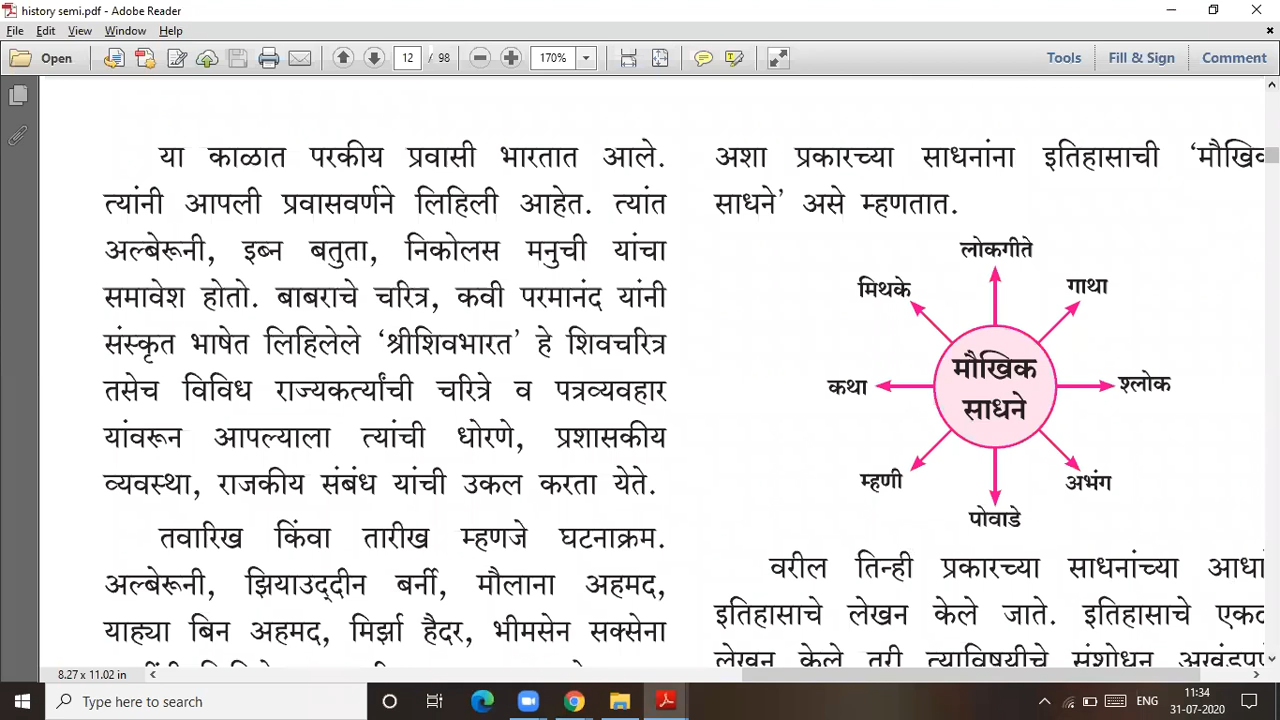 history semi.pdf - Adobe Reader
File Edit View Window Help
Open 12 / 98 170% Tools Fill & Sign Comment
या काळात परकीय प्रवासी भारतात आले.
त्यांनी आपली प्रवासवर्णने लिहिली आहेत. त्यांत
अल्बेरूनी, इब्न बतुता, निकोलस मनुची यांचा
समावेश होतो. बाबराचे चरित्र, कवी परमानंद यांनी
संस्कृत भाषेत लिहिलेले ‘श्रीशिवभारत’ हे शिवचरित्र
तसेच विविध राज्यकर्त्यांची चरित्रे व पत्रव्यवहार
यांवरून आपल्याला त्यांची धोरणे, प्रशासकीय
व्यवस्था, राजकीय संबंध यांची उकल करता येते.
तवारिख किंवा तारीख म्हणजे घटनाक्रम.
अल्बेरूनी, झियाउद्दीन बर्नी, मौलाना अहमद,
याह्या बिन अहमद, मिर्झा हैदर, भीमसेन सक्सेना
अशा प्रकारच्या साधनांना इतिहासाची ‘मौखिक
साधने’ असे म्हणतात.
लोकगीते
मिथके
गाथा
मौखिक
साधने
कथा
श्लोक
म्हणी
अभंग
पोवाडे
वरील तिन्ही प्रकारच्या साधनांच्या
इतिहासाचे लेखन केले जाते. इतिहासाचे
लेखन केले तरी त्याविषयीचे संशोधन
8.27 x 11.02 in
Type here to search
ENG
11:34
31-07-2020